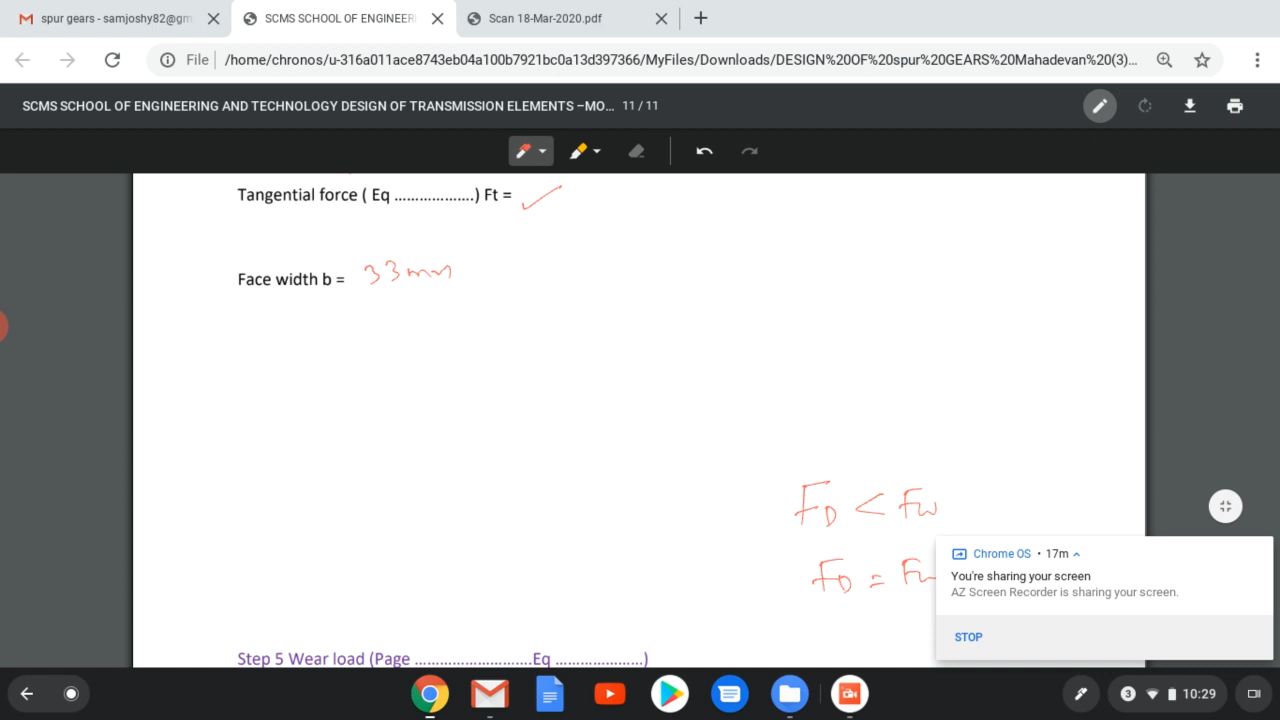 spur gears - samjoshy82@gm
SCMS SCHOOL OF ENGINEERI
Scan 18-Mar-2020.pdf
File
/home/chronos/u-316a011ace8743eb04a100b7921bc0a13d397366/MyFiles/Downloads/DESIGN%20OF%20spur%20GEARS%20Mahadevan%20(3)...
SCMS SCHOOL OF ENGINEERING AND TECHNOLOGY DESIGN OF TRANSMISSION ELEMENTS –MO... 11 / 11
Tangential force ( Eq ...................) Ft = ✓
Face width b = 33mm
FD < Fw
FD = Fw
Chrome OS • 17m
You're sharing your screen
AZ Screen Recorder is sharing your screen.
STOP
Step 5 Wear load (Page ............................Eq .....................)
3
10:29